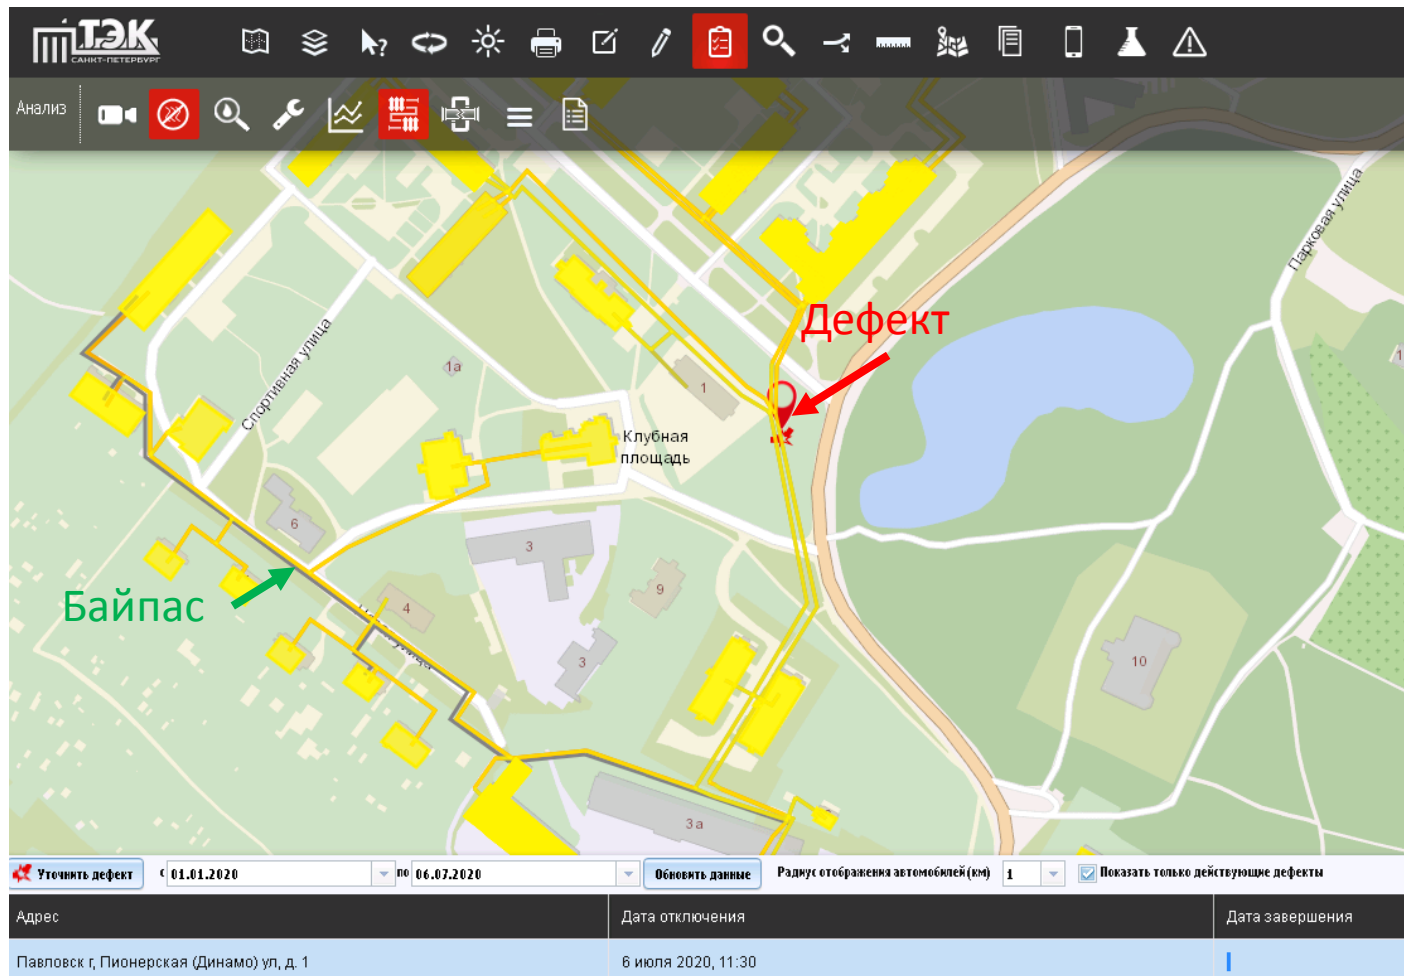 ТЭК
САНКТ-ПЕТЕРБУРГ
Анализ
Парковая улица
Дефект
Спортивная улица
1а
1
1
Клубная
площадь
6
3
9
4
Байпас
3
10
3а
Уточнить дефект с 01.01.2020 по 06.07.2020 Обновить данные Радиус отображения автомобилей (км) 1 Показать только действующие дефекты
Адрес Дата отключения Дата завершения
Павловск г, Пионерская (Динамо) ул, д. 1 6 июля 2020, 11:30